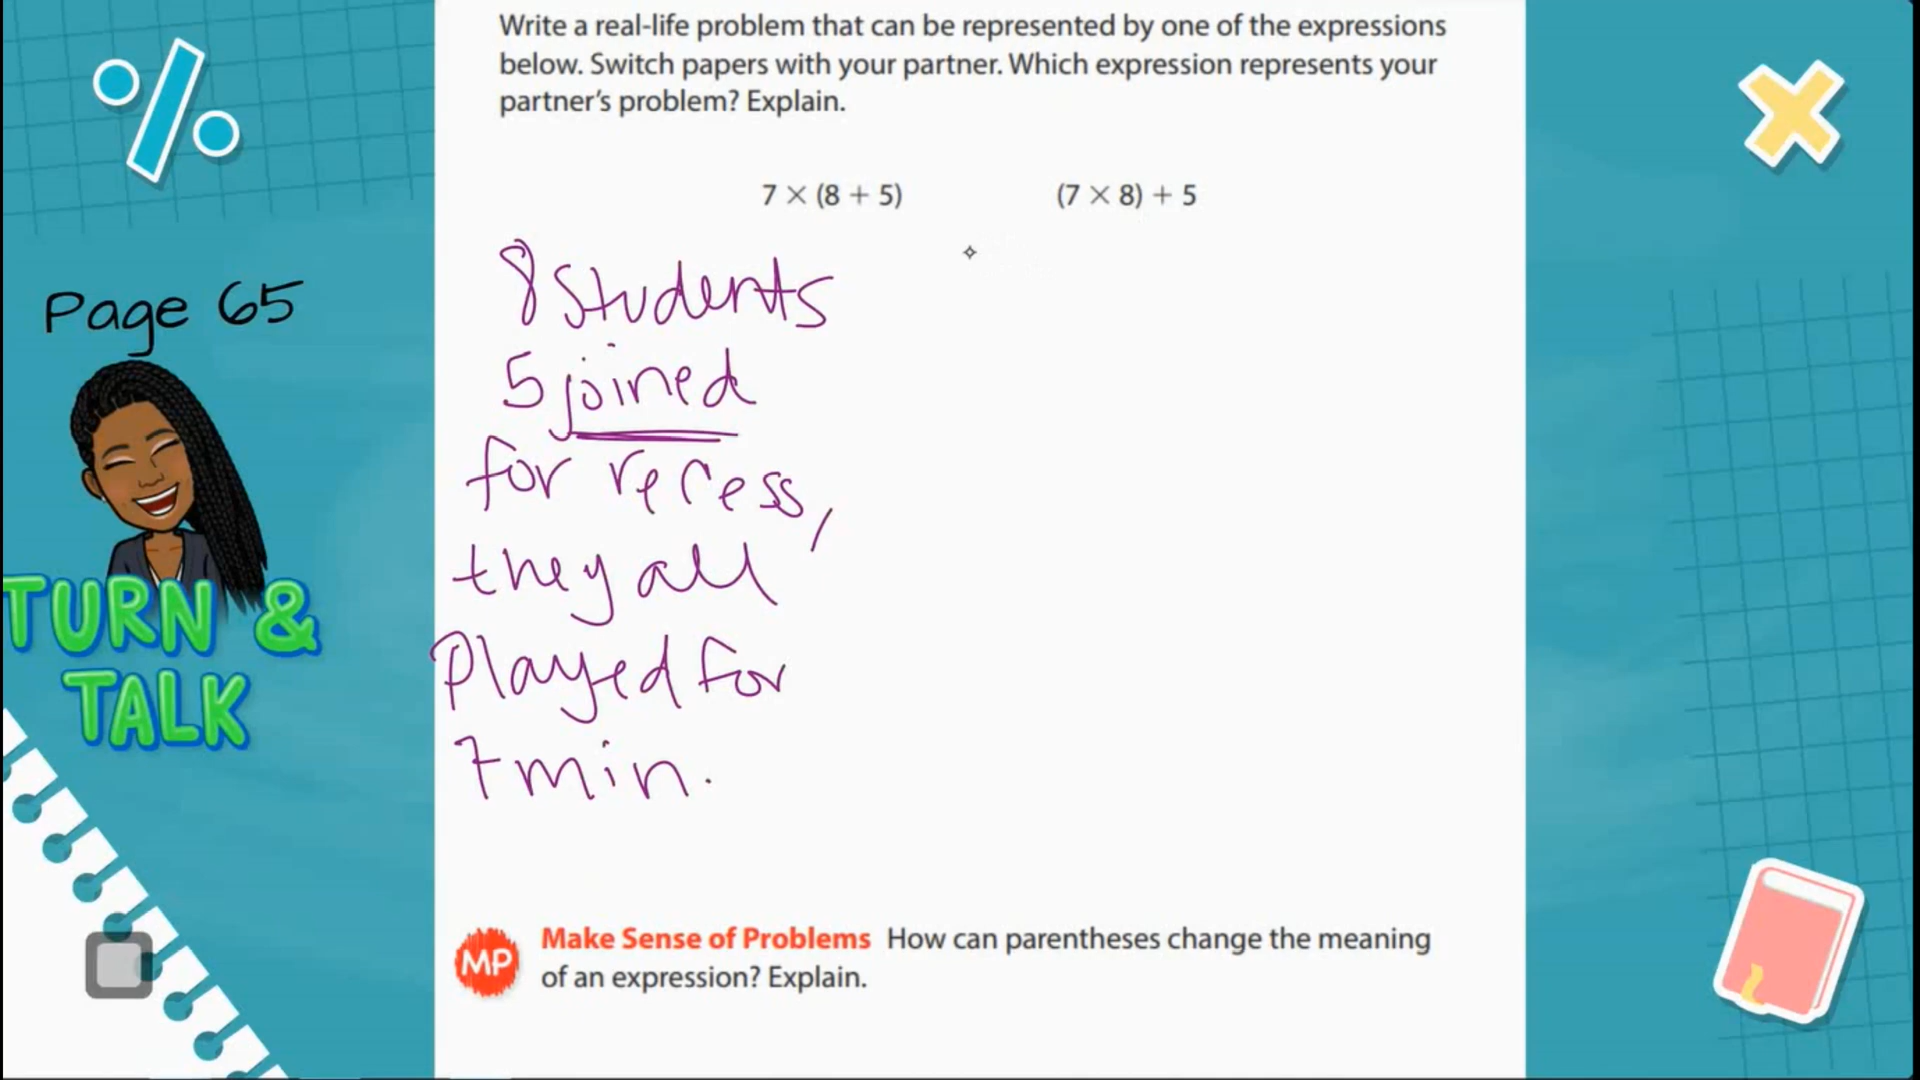 Write a real-life problem that can be represented by one of the expressions
below. Switch papers with your partner. Which expression represents your
partner's problem? Explain.
7 × (8 + 5) (7 × 8) + 5
Page 65
TURN &
TALK
8 students
5 joined
for recess,
they all
Played for
7 min.
MP
Make Sense of Problems How can parentheses change the meaning
of an expression? Explain.